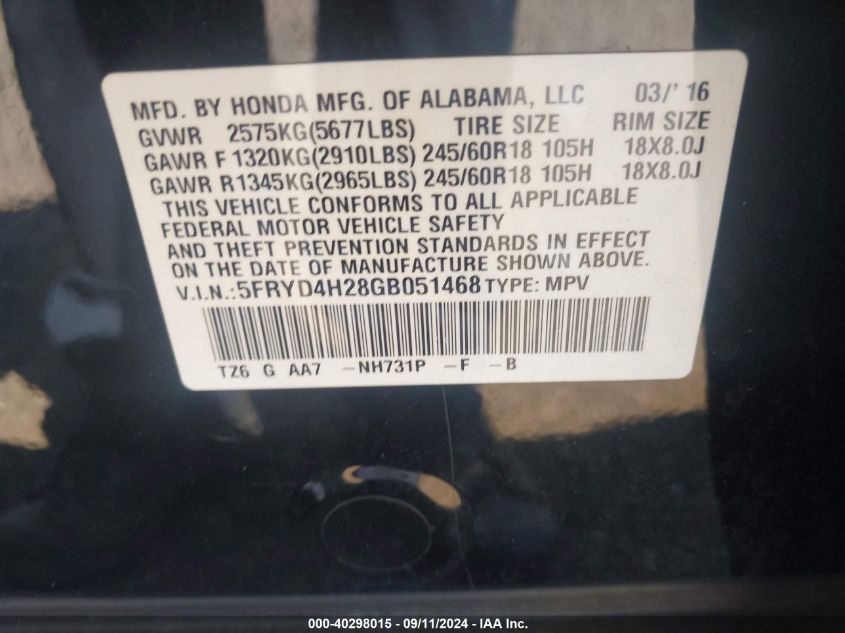 MFD. BY HONDA MFG. OF ALABAMA, LLC 03/' 16
GVWR 2575KG(5677LBS) TIRE SIZE RIM SIZE
GAWR F 1320KG(2910LBS) 245/60R18 105H 18X8.0J
GAWR R1345KG(2965LBS) 245/60R18 105H 18X8.0J
THIS VEHICLE CONFORMS TO ALL APPLICABLE
FEDERAL MOTOR VEHICLE SAFETY
AND THEFT PREVENTION STANDARDS IN EFFECT
ON THE DATE OF MANUFACTURE SHOWN ABOVE.
V.I.N.:5FRYD4H28GB051468 TYPE: MPV
TZ6 G AA7 -NH731P -F -B
000-40298015 - 09/11/2024 - IAA Inc.